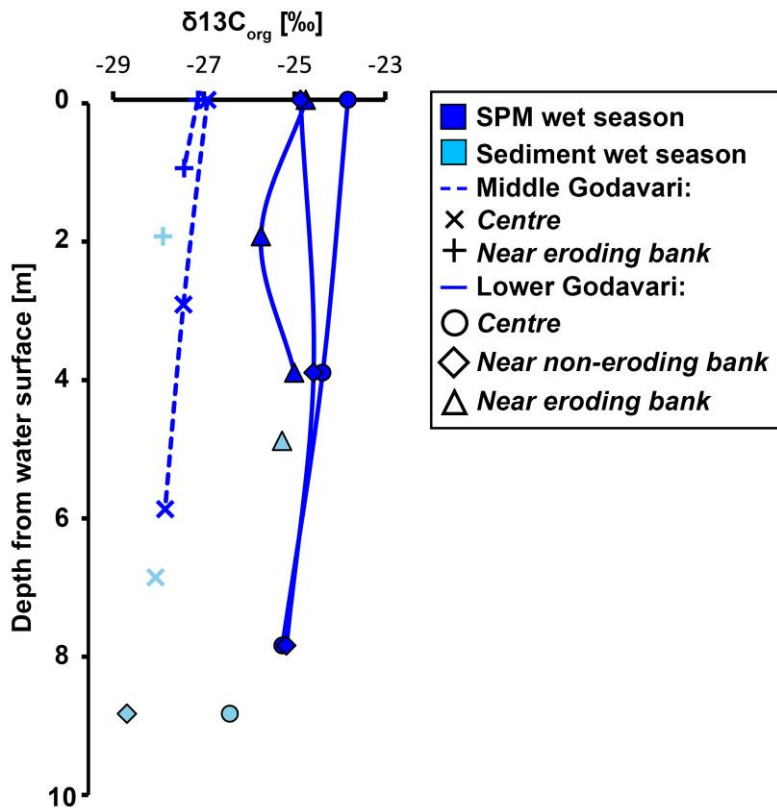 δ13Corg [‰]
-29 -27 -25 -23
0
2
4
6
8
10
Depth from water surface [m]
SPM wet season
Sediment wet season
Middle Godavari:
Centre
Near eroding bank
Lower Godavari:
Centre
Near non-eroding bank
Near eroding bank